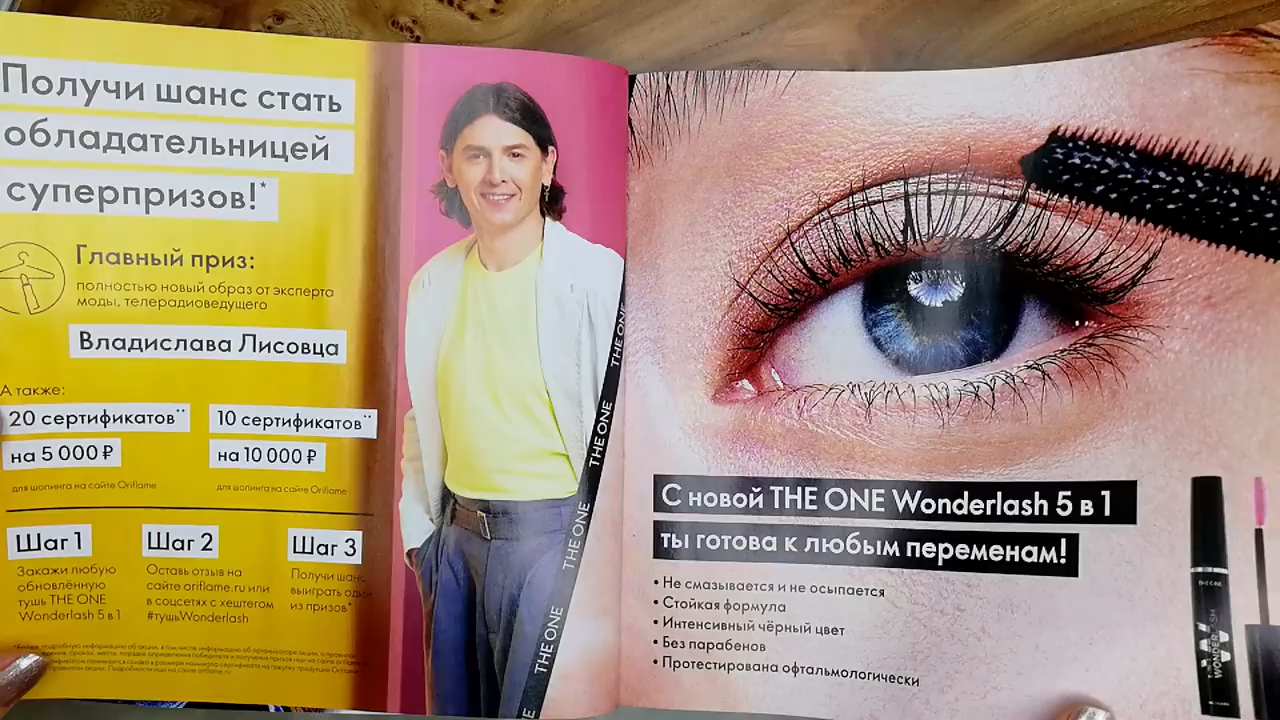 Получи шанс стать
обладательницей
суперпризов!*
Главный приз:
полностью новый образ от эксперта
моды, телерадиоведущего
Владислава Лисовца
А также:
20 сертификатов**
на 5 000 ₽
для шопинга на сайте Oriflame
10 сертификатов**
на 10 000 ₽
для шопинга на сайте Oriflame
Шаг 1
Закажи любую
обновлённую
тушь THE ONE
Wonderlash 5 в 1
Шаг 2
Оставь отзыв на
сайте oriflame.ru или
в соцсетях с хештегом
#тушьWonderlash
Шаг 3
Получи шанс
выиграть один
из призов*
THE ONE
THE ONE
THE ONE
THE ONE
С новой THE ONE Wonderlash 5 в 1
ты готова к любым переменам!
• Не смазывается и не осыпается
• Стойкая формула
• Интенсивный чёрный цвет
• Без парабенов
• Протестирована офтальмологически
THE ONE
WONDERLASH